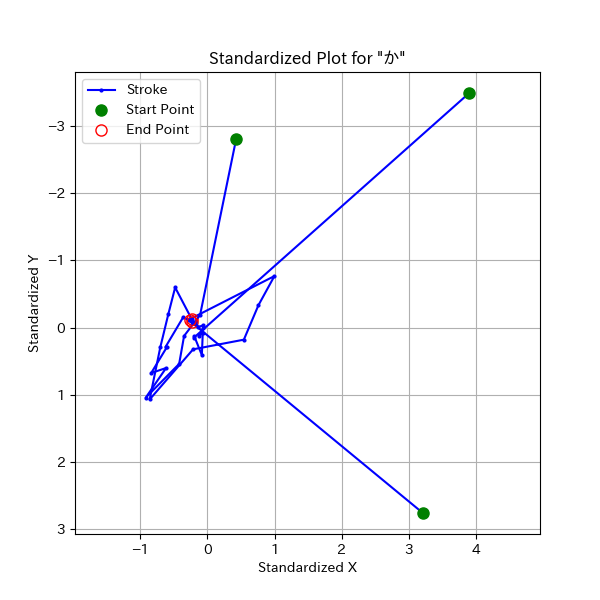 Standardized Plot for "か"
Stroke
Start Point
End Point
−3
−2
−1
0
1
2
3
Standardized Y
−1 0 1 2 3 4
Standardized X